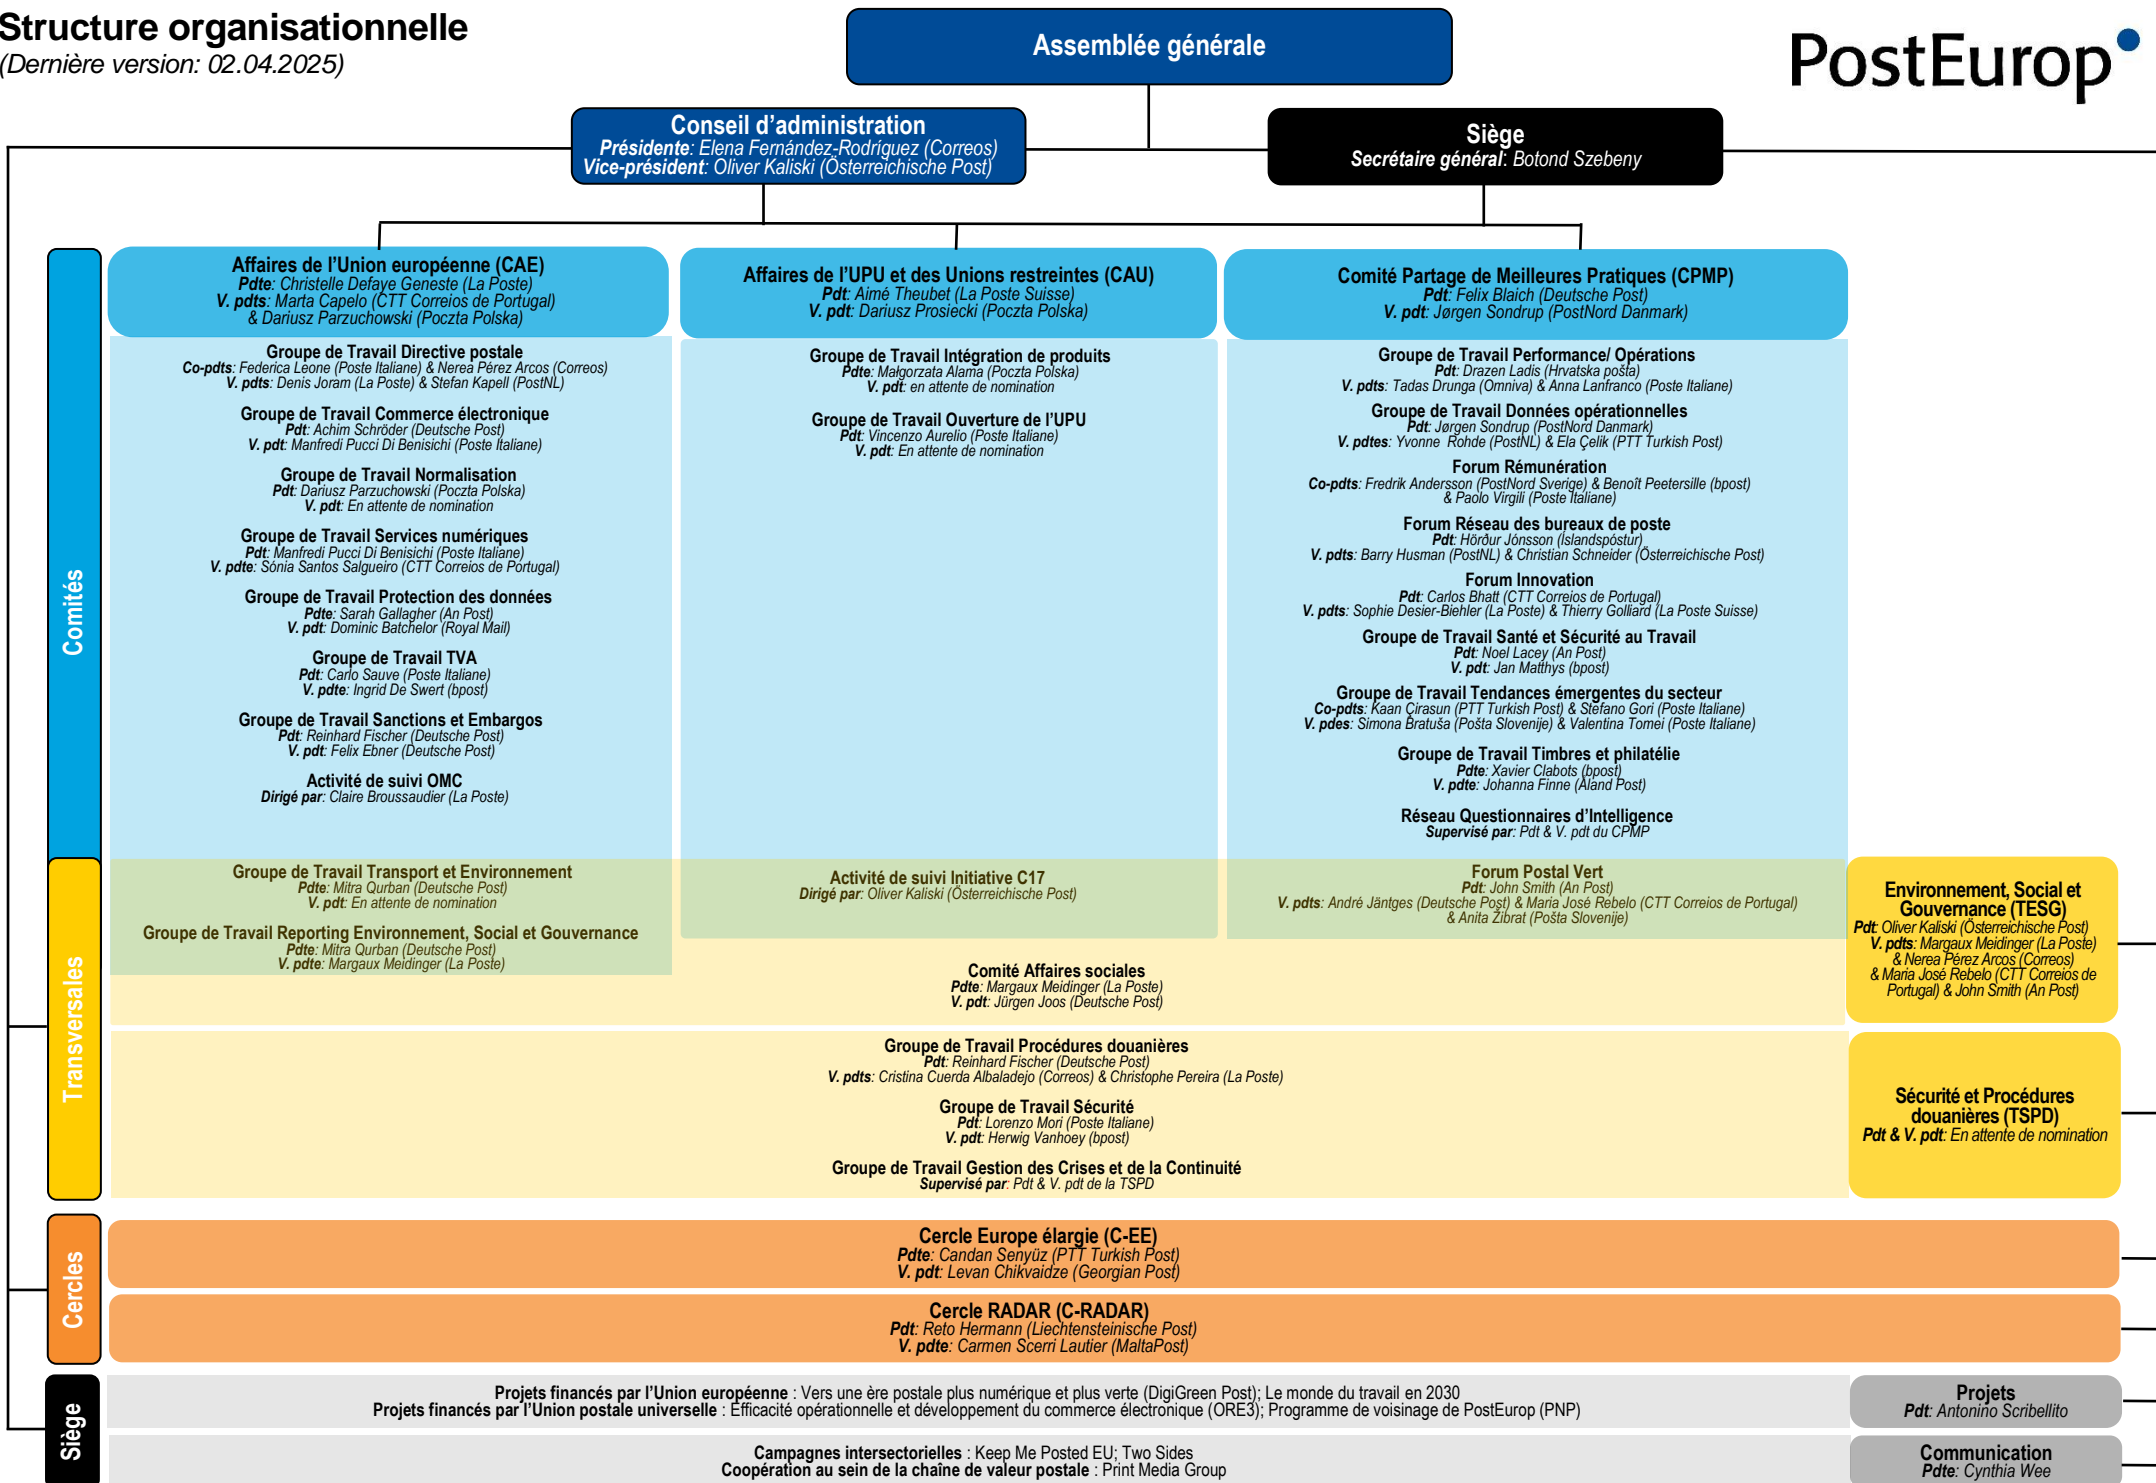 Structure organisationnelle
(Dernière version: 02.04.2025)
Assemblée générale
PostEurop
Conseil d'administration
Présidente: Elena Fernández-Rodríguez (Correos)
Vice-président: Oliver Kaliski (Österreichische Post)
Siège
Secrétaire général: Botond Szebeny
Comités
Affaires de l'Union européenne (CAE)
Pdte: Christelle Defaye Geneste (La Poste)
V. pdts: Marta Capelo (CTT Correios de Portugal)
& Dariusz Parzuchowski (Poczta Polska)
Groupe de Travail Directive postale
Co-pdts: Federica Leone (Poste Italiane) & Nerea Pérez Arcos (Correos)
V. pdts: Denis Joram (La Poste) & Stefan Kapell (PostNL)
Groupe de Travail Commerce électronique
Pdt: Achim Schröder (Deutsche Post)
V. pdt: Manfredi Pucci Di Benisichi (Poste Italiane)
Groupe de Travail Normalisation
Pdt: Dariusz Parzuchowski (Poczta Polska)
V. pdt: En attente de nomination
Groupe de Travail Services numériques
Pdt: Manfredi Pucci Di Benisichi (Poste Italiane)
V. pdte: Sónia Santos Salgueiro (CTT Correios de Portugal)
Groupe de Travail Protection des données
Pdte: Sarah Gallagher (An Post)
V. pdt: Dominic Batchelor (Royal Mail)
Groupe de Travail TVA
Pdt: Carlo Sauve (Poste Italiane)
V. pdte: Ingrid De Swert (bpost)
Groupe de Travail Sanctions et Embargos
Pdt: Reinhard Fischer (Deutsche Post)
V. pdt: Felix Ebner (Deutsche Post)
Activité de suivi OMC
Dirigé par: Claire Broussaudier (La Poste)
Affaires de l'UPU et des Unions restreintes (CAU)
Pdt: Aimé Theubet (La Poste Suisse)
V. pdt: Dariusz Prosiecki (Poczta Polska)
Groupe de Travail Intégration de produits
Pdte: Małgorzata Alama (Poczta Polska)
V. pdt: en attente de nomination
Groupe de Travail Ouverture de l'UPU
Pdt: Vincenzo Aurelio (Poste Italiane)
V. pdt: En attente de nomination
Comité Partage de Meilleures Pratiques (CPMP)
Pdt: Felix Blaich (Deutsche Post)
V. pdt: Jørgen Sondrup (PostNord Danmark)
Groupe de Travail Performance/ Opérations
Pdt: Drazen Ladis (Hrvatska pošta)
V. pdts: Tadas Drunga (Omniva) & Anna Lanfranco (Poste Italiane)
Groupe de Travail Données opérationnelles
Pdt: Jørgen Sondrup (PostNord Danmark)
V. pdtes: Yvonne Rohde (PostNL) & Ela Çelik (PTT Turkish Post)
Forum Rémunération
Co-pdts: Fredrik Andersson (PostNord Sverige) & Benoît Peetersille (bpost)
& Paolo Virgili (Poste Italiane)
Forum Réseau des bureaux de poste
Pdt: Hörður Jónsson (Íslandspóstur)
V. pdts: Barry Husman (PostNL) & Christian Schneider (Österreichische Post)
Forum Innovation
Pdt: Carlos Bhatt (CTT Correios de Portugal)
V. pdts: Sophie Desier-Biehler (La Poste) & Thierry Golliard (La Poste Suisse)
Groupe de Travail Santé et Sécurité au Travail
Pdt: Noel Lacey (An Post)
V. pdt: Jan Matthys (bpost)
Groupe de Travail Tendances émergentes du secteur
Co-pdts: Kaan Çirasun (PTT Turkish Post) & Stefano Gori (Poste Italiane)
V. pdes: Simona Bratuša (Pošta Slovenije) & Valentina Tomei (Poste Italiane)
Groupe de Travail Timbres et philatélie
Pdte: Xavier Clabots (bpost)
V. pdte: Johanna Finne (Åland Post)
Réseau Questionnaires d'Intelligence
Supervisé par: Pdt & V. pdt du CPMP
Transversales
Groupe de Travail Transport et Environnement
Pdte: Mitra Qurban (Deutsche Post)
V. pdt: En attente de nomination
Groupe de Travail Reporting Environnement, Social et Gouvernance
Pdte: Mitra Qurban (Deutsche Post)
V. pdte: Margaux Meidinger (La Poste)
Activité de suivi Initiative C17
Dirigé par: Oliver Kaliski (Österreichische Post)
Forum Postal Vert
Pdt: John Smith (An Post)
V. pdts: André Jäntges (Deutsche Post) & Maria José Rebelo (CTT Correios de Portugal)
& Anita Žibrat (Pošta Slovenije)
Comité Affaires sociales
Pdte: Margaux Meidinger (La Poste)
V. pdt: Jürgen Joos (Deutsche Post)
Environnement, Social et
Gouvernance (TESG)
Pdt: Oliver Kaliski (Österreichische Post)
V. pdts: Margaux Meidinger (La Poste)
& Nerea Pérez Arcos (Correos)
& Maria José Rebelo (CTT Correios de
Portugal) & John Smith (An Post)
Groupe de Travail Procédures douanières
Pdt: Reinhard Fischer (Deutsche Post)
V. pdts: Cristina Cuerda Albaladejo (Correos) & Christophe Pereira (La Poste)
Groupe de Travail Sécurité
Pdt: Lorenzo Mori (Poste Italiane)
V. pdt: Herwig Vanhoey (bpost)
Groupe de Travail Gestion des Crises et de la Continuité
Supervisé par: Pdt & V. pdt de la TSPD
Sécurité et Procédures
douanières (TSPD)
Pdt & V. pdt: En attente de nomination
Cercles
Cercle Europe élargie (C-EE)
Pdte: Candan Senyüz (PTT Turkish Post)
V. pdt: Levan Chikvaidze (Georgian Post)
Cercle RADAR (C-RADAR)
Pdt: Reto Hermann (Liechtensteinische Post)
V. pdte: Carmen Scerri Lautier (MaltaPost)
Siège
Projets financés par l'Union européenne : Vers une ère postale plus numérique et plus verte (DigiGreen Post); Le monde du travail en 2030
Projets financés par l'Union postale universelle : Efficacité opérationnelle et développement du commerce électronique (ORE3); Programme de voisinage de PostEurop (PNP)
Projets
Pdt: Antonino Scribellito
Campagnes intersectorielles : Keep Me Posted EU; Two Sides
Coopération au sein de la chaîne de valeur postale : Print Media Group
Communication
Pdte: Cynthia Wee